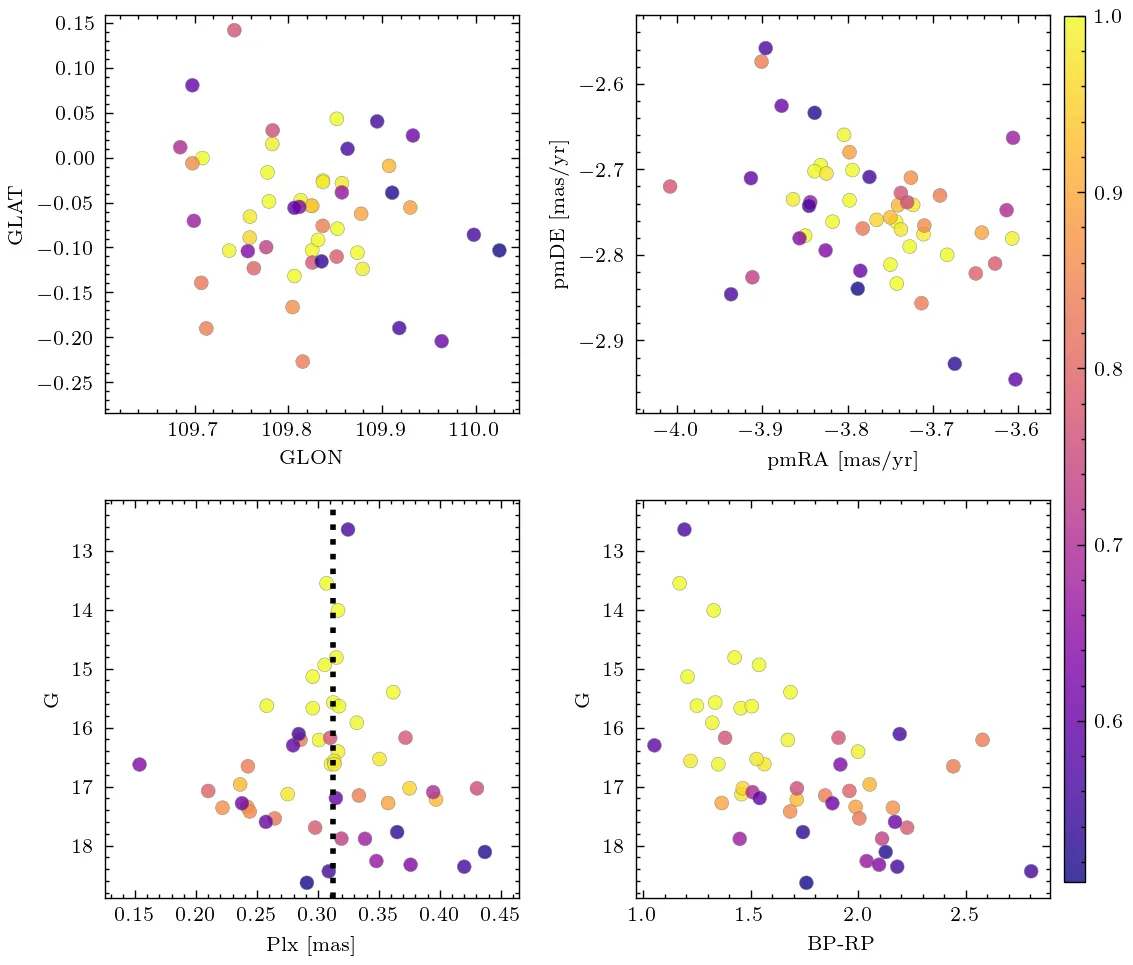 0.15
0.10
0.05
0.00
−0.05
−0.10
−0.15
−0.20
−0.25
GLAT
109.7 109.8 109.9 110.0
GLON
−2.6
−2.7
−2.8
−2.9
pmDE [mas/yr]
−4.0 −3.9 −3.8 −3.7 −3.6
pmRA [mas/yr]
13
14
15
16
17
18
G
0.15 0.20 0.25 0.30 0.35 0.40 0.45
Plx [mas]
13
14
15
16
17
18
G
1.0 1.5 2.0 2.5
BP-RP
1.0
0.9
0.8
0.7
0.6